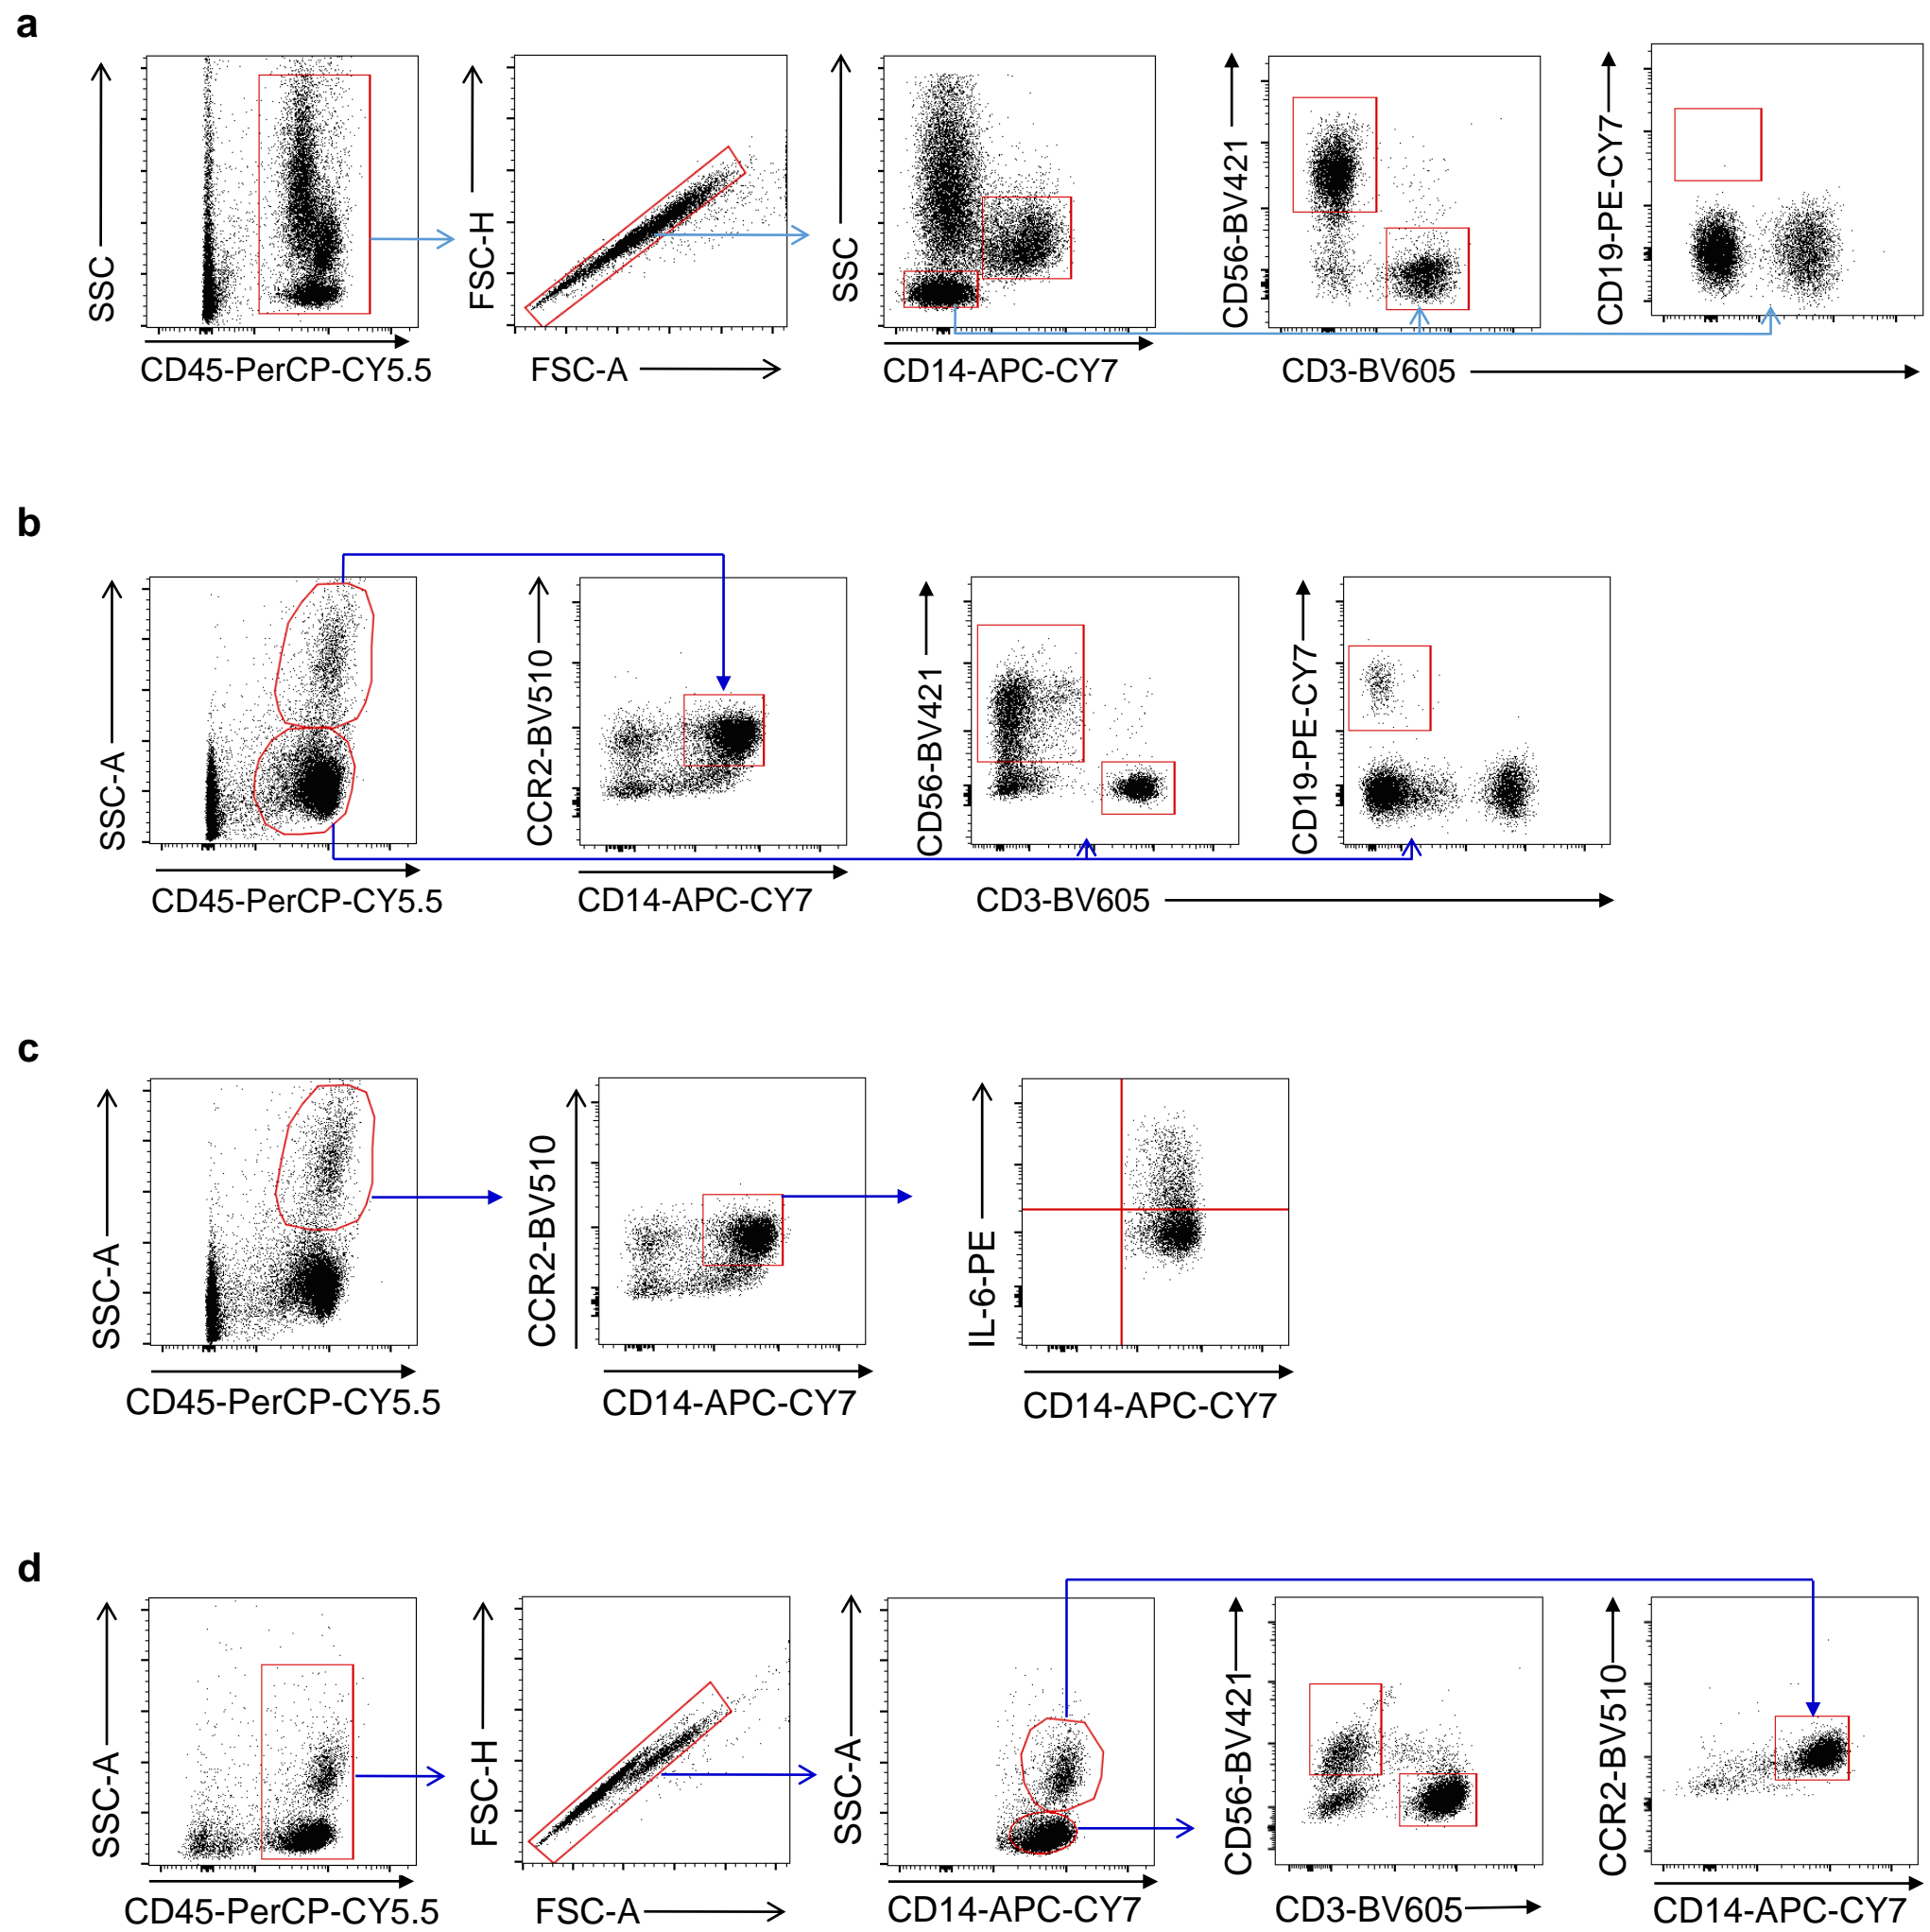 a
SSC
CD45-PerCP-CY5.5
FSC-H
FSC-A
SSC
CD14-APC-CY7
CD56-BV421
CD19-PE-CY7
CD3-BV605
b
SSC-A
CD45-PerCP-CY5.5
CCR2-BV510
CD14-APC-CY7
CD56-BV421
CD19-PE-CY7
CD3-BV605
c
SSC-A
CD45-PerCP-CY5.5
CCR2-BV510
CD14-APC-CY7
IL-6-PE
CD14-APC-CY7
d
SSC-A
CD45-PerCP-CY5.5
FSC-H
FSC-A
SSC-A
CD14-APC-CY7
CD56-BV421
CD3-BV605
CCR2-BV510
CD14-APC-CY7